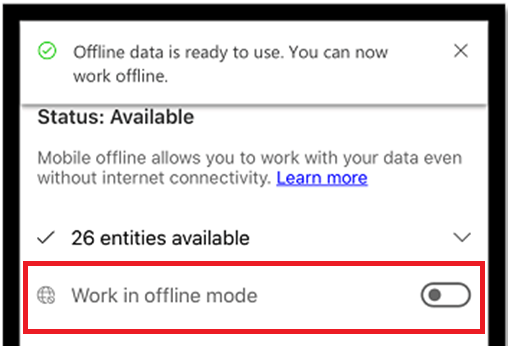 Offline data is ready to use. You can now
work offline.
Status: Available
Mobile offline allows you to work with your data even
without internet connectivity. Learn more
26 entities available
Work in offline mode